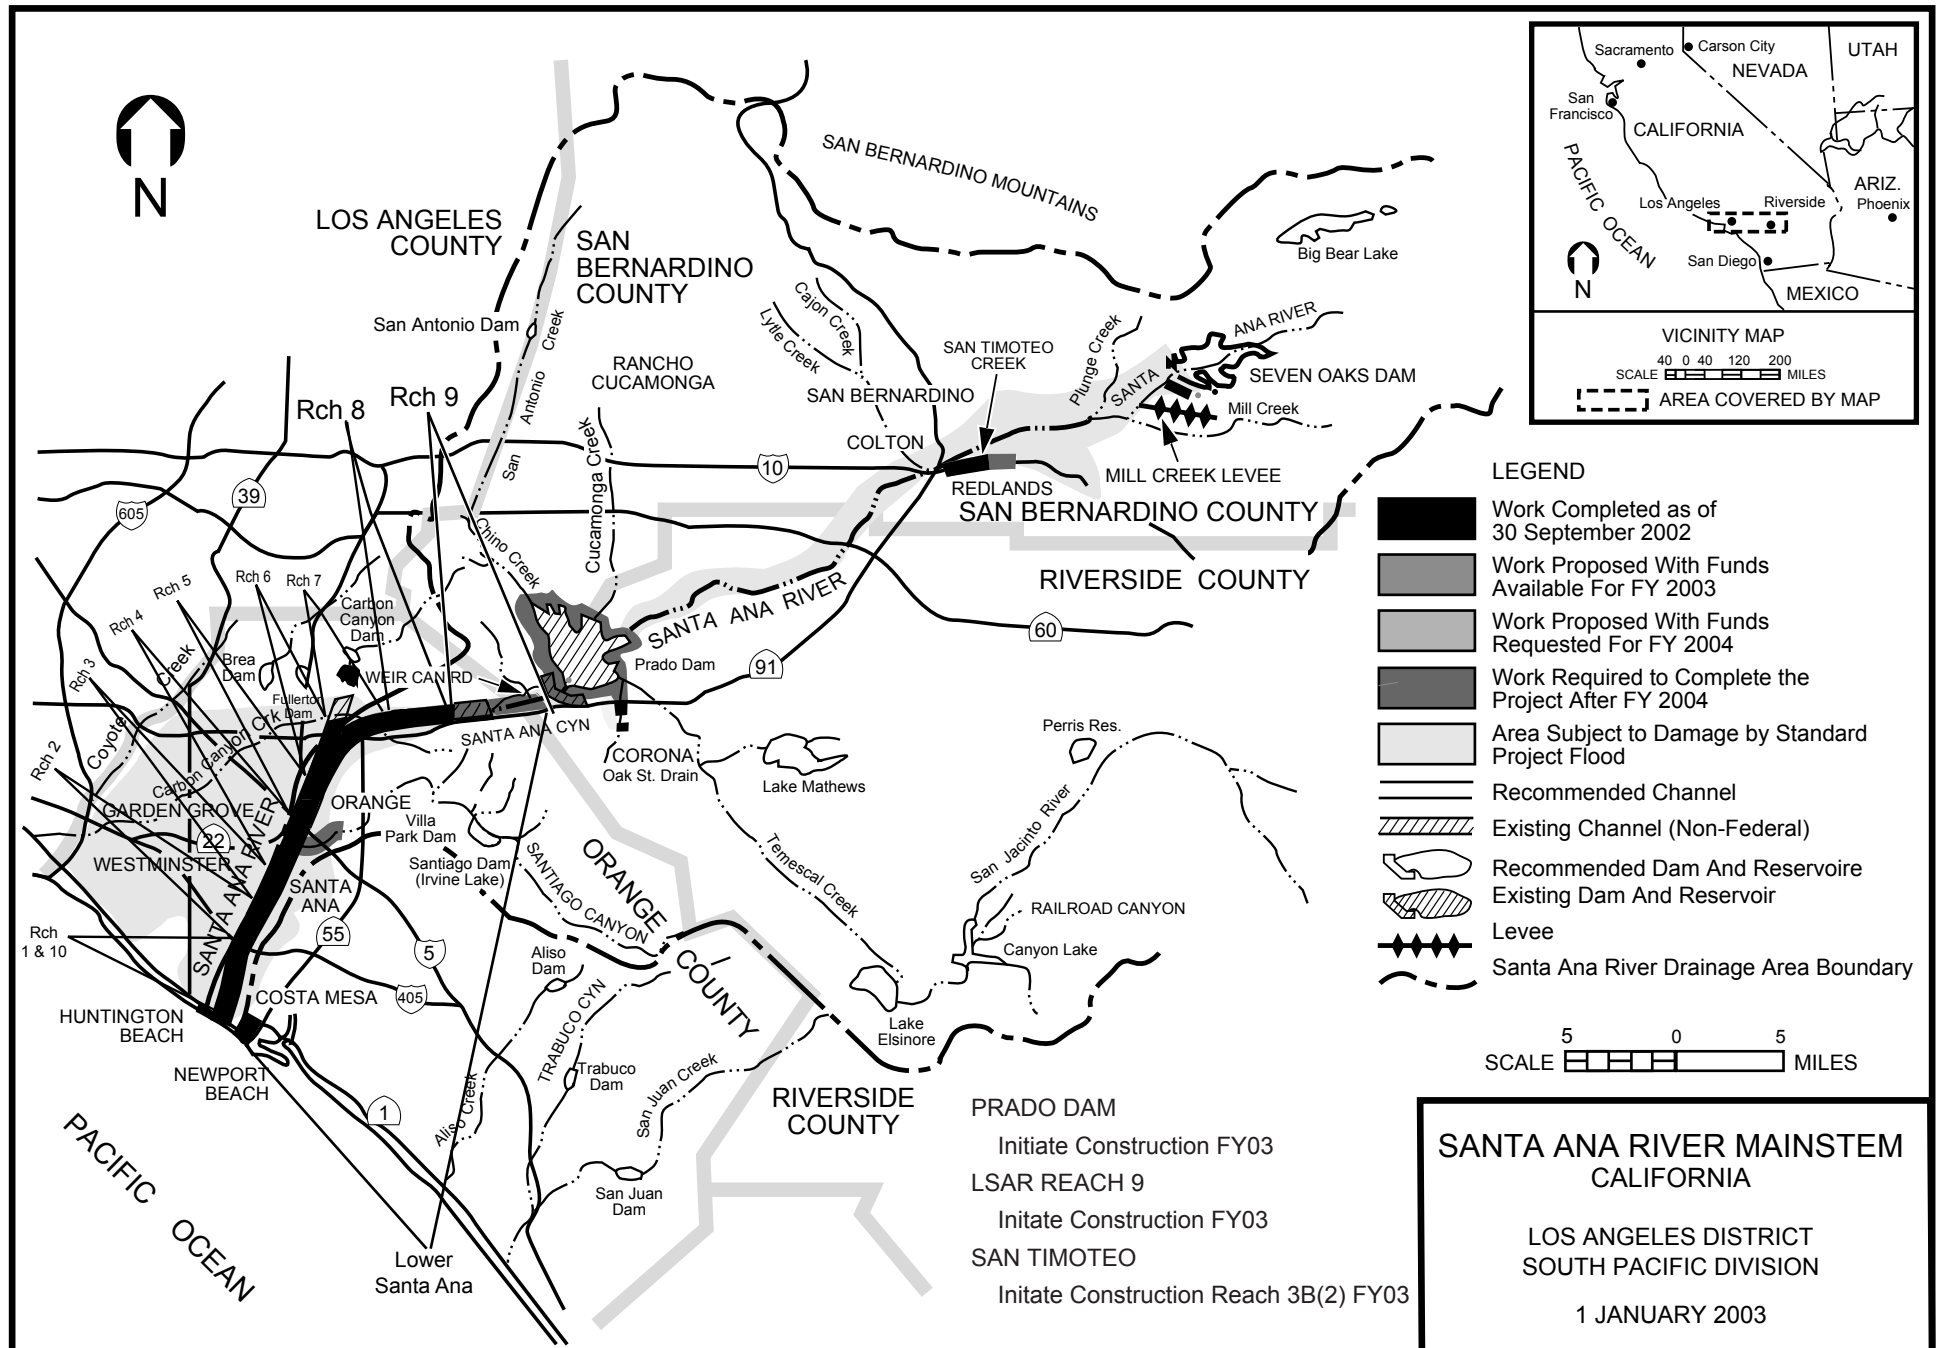 N
LOS ANGELES
COUNTY
SAN
BERNARDINO
COUNTY
SAN BERNARDINO MOUNTAINS
Big Bear Lake
San Antonio Dam
San Antonio Creek
RANCHO
CUCAMONGA
Cucamonga Creek
Cajon Creek
Lytle Creek
SAN TIMOTEO
CREEK
SAN BERNARDINO
COLTON
Plunge Creek
SANTA
ANA RIVER
SEVEN OAKS DAM
Mill Creek
MILL CREEK LEVEE
REDLANDS
SAN BERNARDINO COUNTY
RIVERSIDE COUNTY
Rch 8
Rch 9
10
39
605
60
91
Chino Creek
SANTA ANA RIVER
Prado Dam
Rch 5
Rch 6
Rch 7
Rch 4
Rch 3
Rch 2
Rch
1 & 10
Carbon
Canyon
Dam
Brea
Dam
Fullerton
Dam
WEIR CAN RD
Coyote Creek
Carbon Canyon Crk
SANTA ANA CYN
CORONA
Oak St. Drain
Lake Mathews
Perris Res.
GARDEN GROVE
22
WESTMINSTER
SANTA ANA RIVER
ORANGE
Villa
Park Dam
Santiago Dam
(Irvine Lake)
SANTIAGO CANYON
SANTA
ANA
55
5
405
ORANGE
COUNTY
Temescal Creek
San Jacinto River
RAILROAD CANYON
Canyon Lake
Lake
Elsinore
Aliso
Dam
COSTA MESA
HUNTINGTON
BEACH
NEWPORT
BEACH
TRABUCO CYN
Trabuco
Dam
Aliso Creek
San Juan Creek
San Juan
Dam
1
Lower
Santa Ana
PACIFIC OCEAN
RIVERSIDE
COUNTY
PRADO DAM
Initiate Construction FY03
LSAR REACH 9
Initate Construction FY03
SAN TIMOTEO
Initate Construction Reach 3B(2) FY03
Sacramento
Carson City
NEVADA
UTAH
San
Francisco
CALIFORNIA
PACIFIC OCEAN
Los Angeles
Riverside
ARIZ.
Phoenix
San Diego
N
MEXICO
VICINITY MAP
40 0 40 120 200
SCALE MILES
AREA COVERED BY MAP
LEGEND
Work Completed as of
30 September 2002
Work Proposed With Funds
Available For FY 2003
Work Proposed With Funds
Requested For FY 2004
Work Required to Complete the
Project After FY 2004
Area Subject to Damage by Standard
Project Flood
Recommended Channel
Existing Channel (Non-Federal)
Recommended Dam And Reservoire
Existing Dam And Reservoir
Levee
Santa Ana River Drainage Area Boundary
5 0 5
SCALE MILES
SANTA ANA RIVER MAINSTEM
CALIFORNIA
LOS ANGELES DISTRICT
SOUTH PACIFIC DIVISION
1 JANUARY 2003